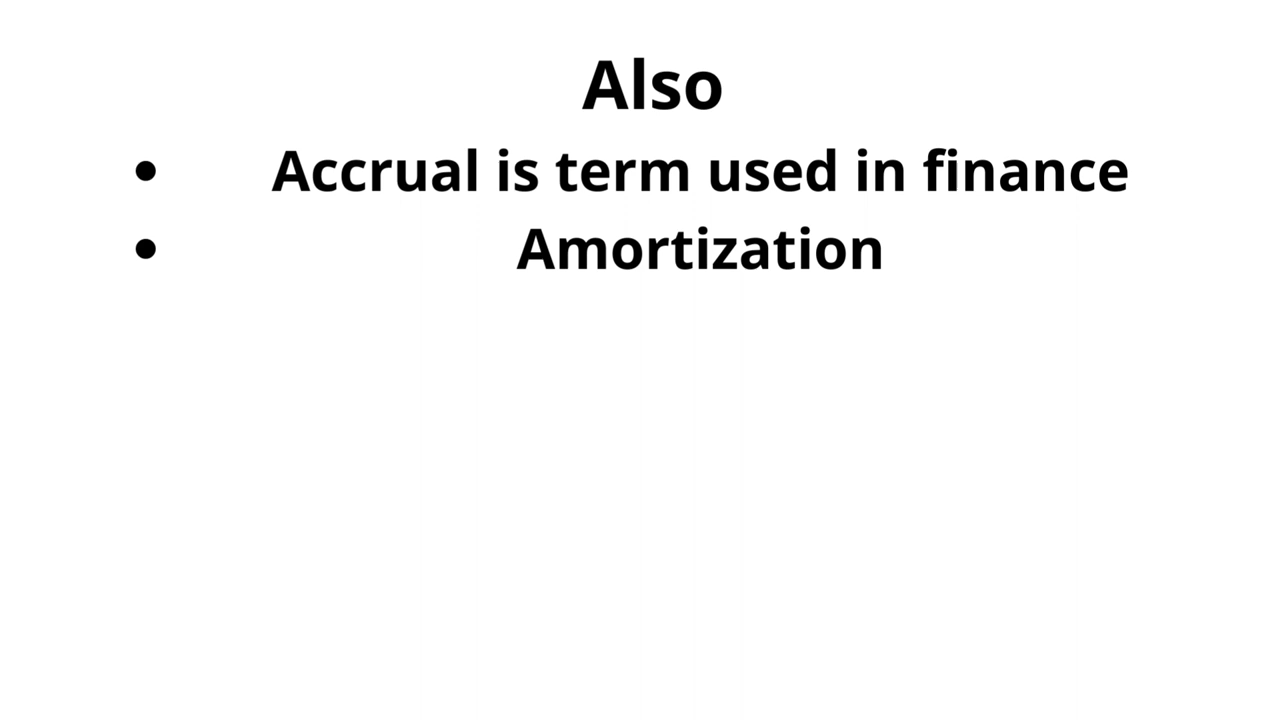 Also
• Accrual is term used in finance
• Amortization